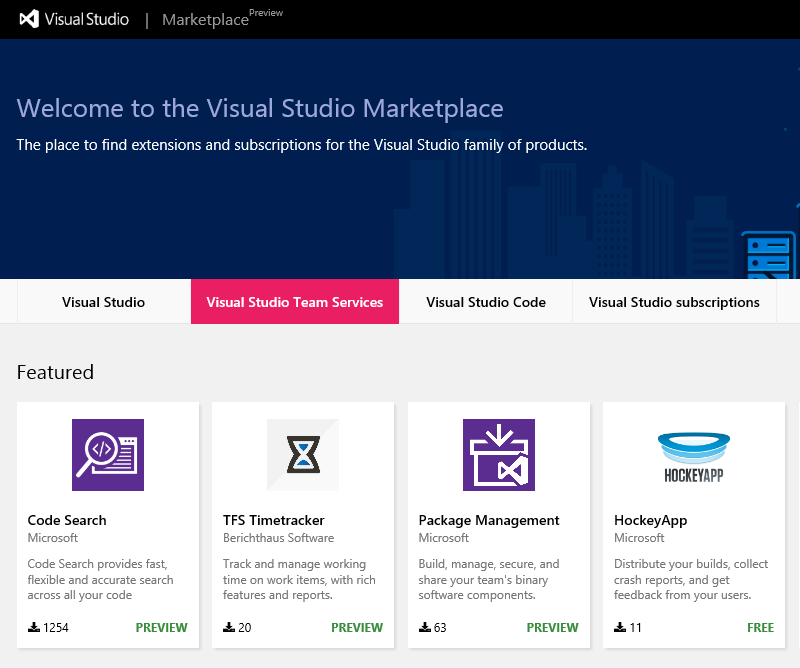 Visual Studio | Marketplace Preview
Welcome to the Visual Studio Marketplace
The place to find extensions and subscriptions for the Visual Studio family of products.
Visual Studio
Visual Studio Team Services
Visual Studio Code
Visual Studio subscriptions
Featured
Code Search
Microsoft
Code Search provides fast,
flexible and accurate search
across all your code
1254 PREVIEW
TFS Timetracker
Berichthaus Software
Track and manage working
time on work items, with rich
features and reports.
20 PREVIEW
Package Management
Microsoft
Build, manage, secure, and
share your team's binary
software components.
63 PREVIEW
HOCKEYAPP
HockeyApp
Microsoft
Distribute your builds, collect
crash reports, and get
feedback from your users.
11 FREE